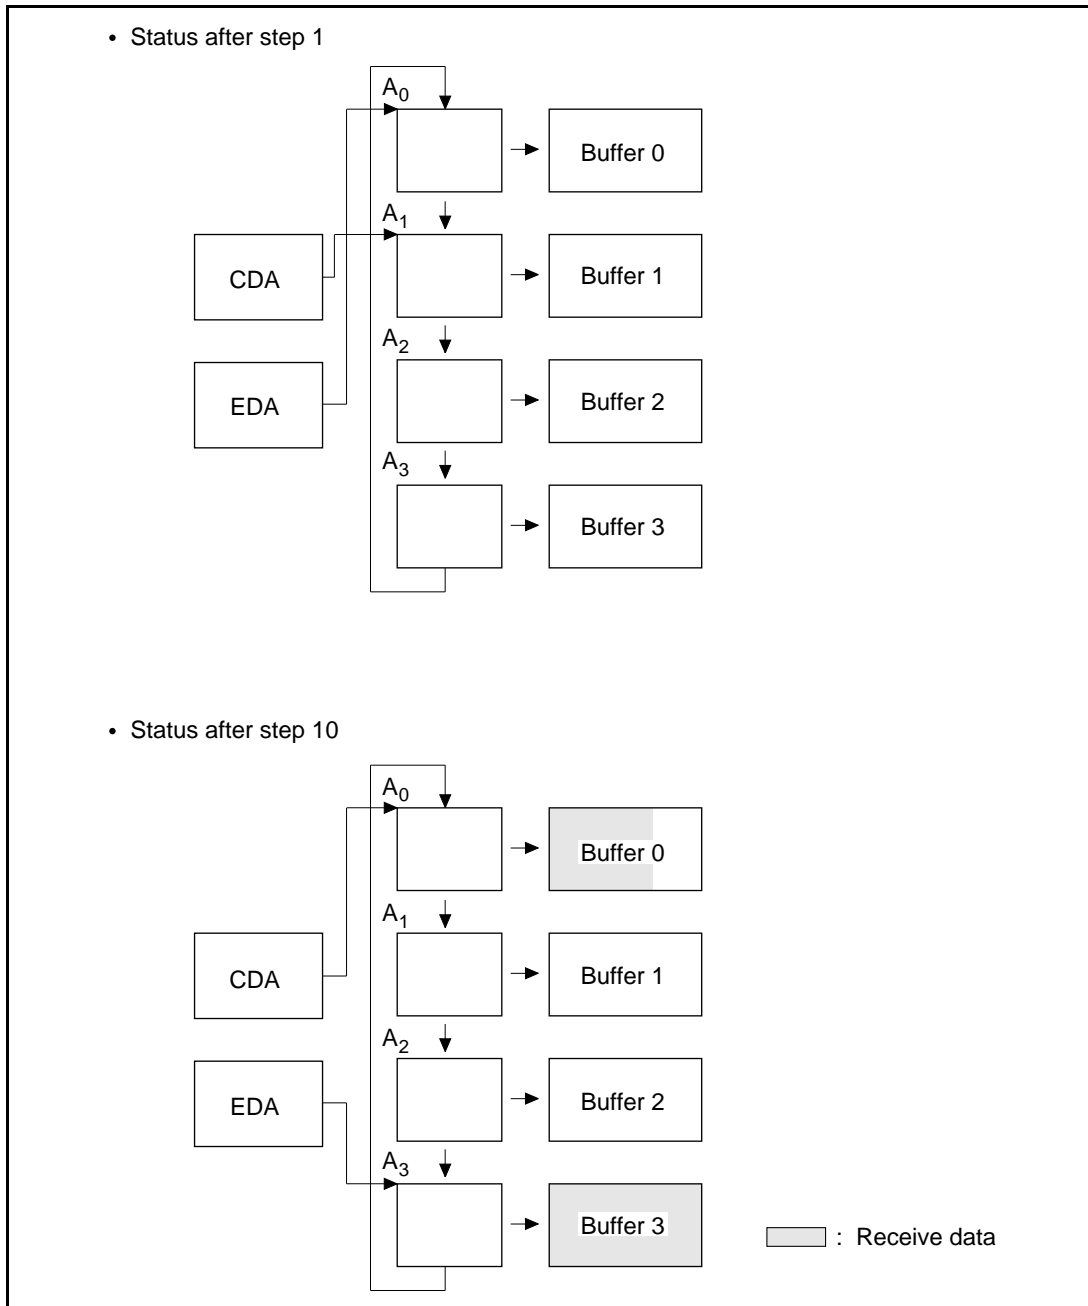 • Status after step 1
A0
Buffer 0
A1
CDA
Buffer 1
A2
EDA
Buffer 2
A3
Buffer 3
• Status after step 10
A0
Buffer 0
A1
CDA
Buffer 1
A2
EDA
Buffer 2
A3
Buffer 3
: Receive data